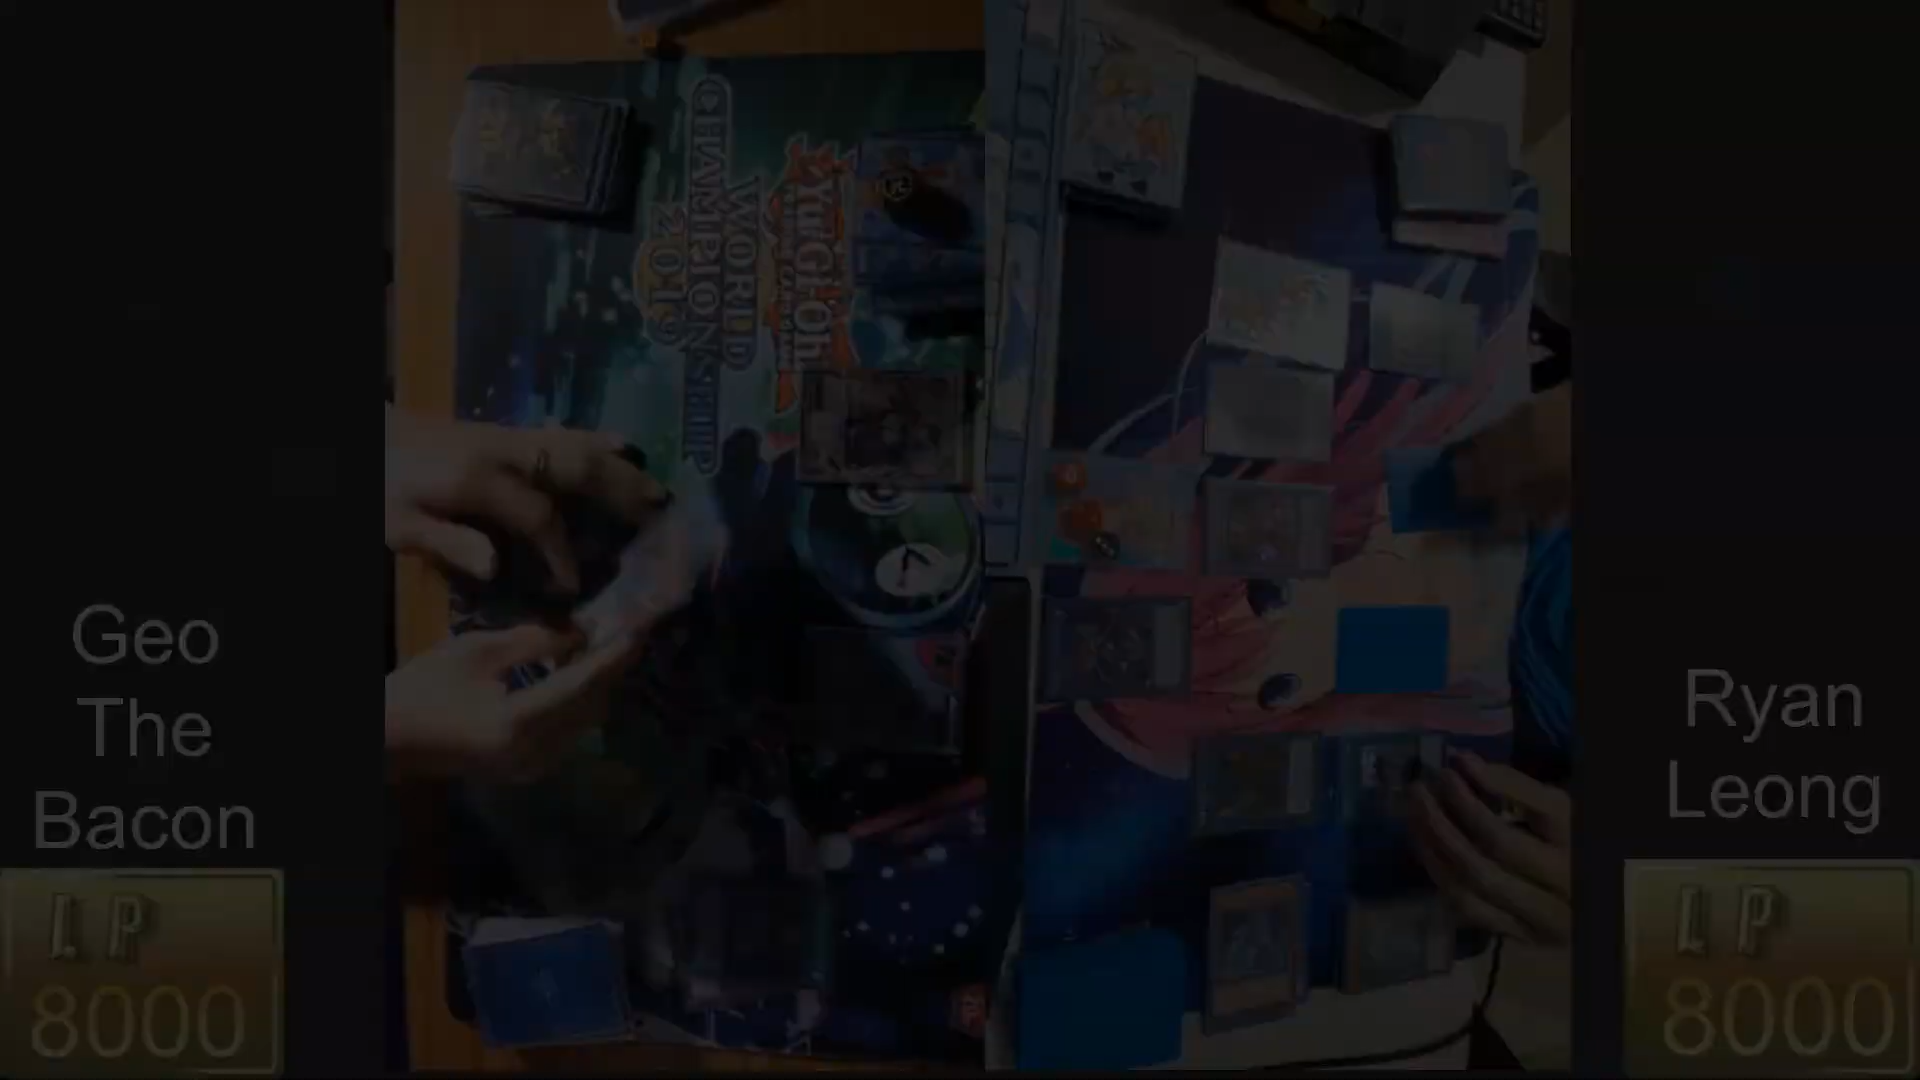 Yu-Gi-Oh!
WORLD
CHAMPIONSHIP
2019
Geo
The
Bacon
LP
8000
Ryan
Leong
LP
8000